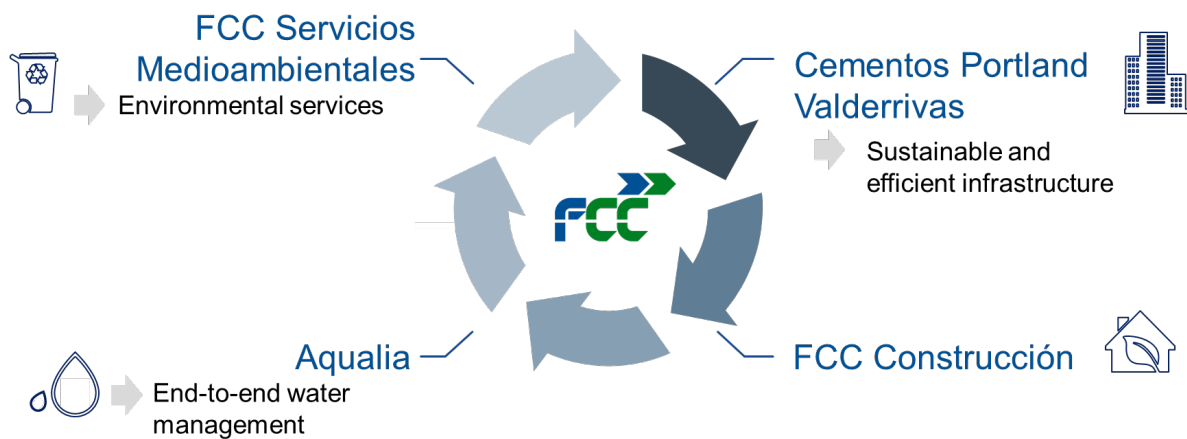 FCC Servicios
Medioambientales
Environmental services
Cementos Portland
Valderrivas
Sustainable and
efficient infrastructure
FCC
Aqualia
End-to-end water
management
FCC Construcción